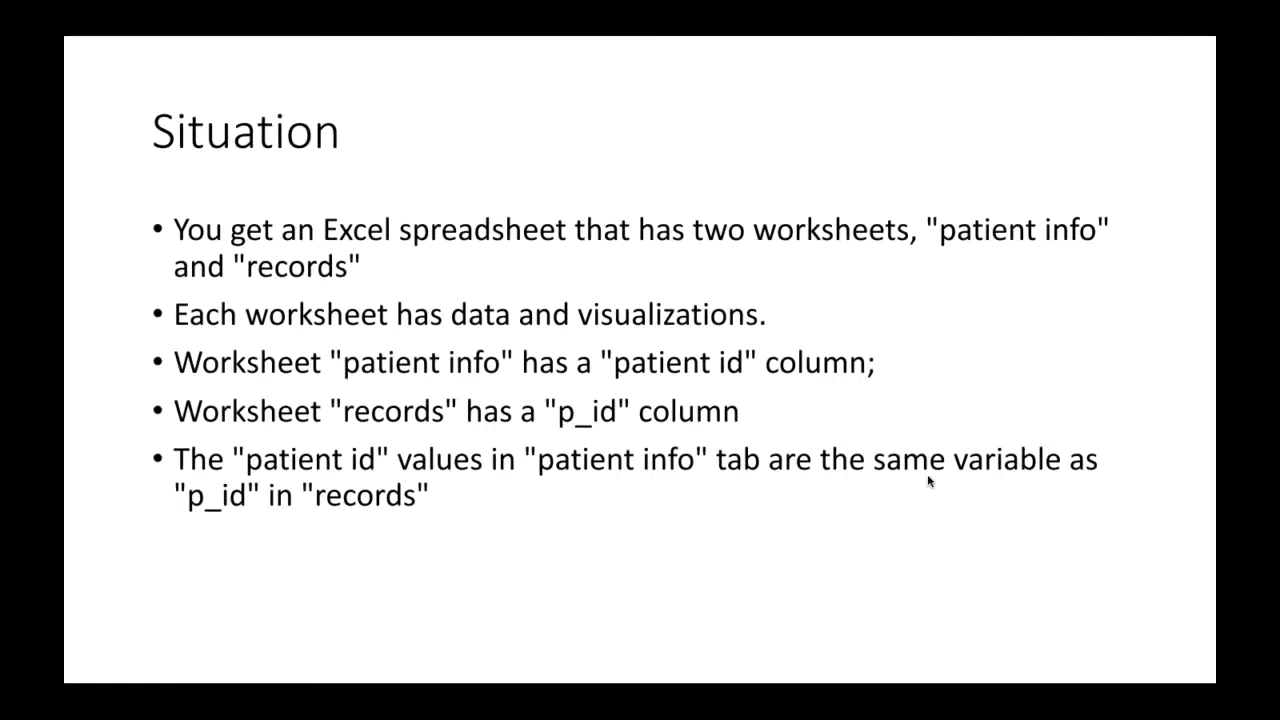 Situation
• You get an Excel spreadsheet that has two worksheets, "patient info"
and "records"
• Each worksheet has data and visualizations.
• Worksheet "patient info" has a "patient id" column;
• Worksheet "records" has a "p_id" column
• The "patient id" values in "patient info" tab are the same variable as
"p_id" in "records"